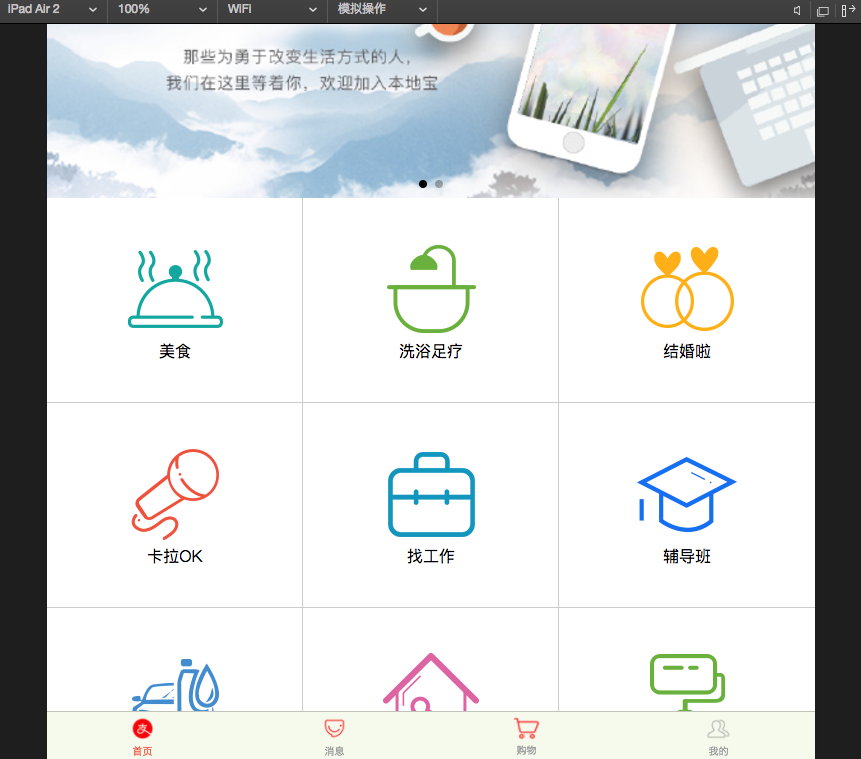 iPad Air 2 100% WiFi 模拟操作
那些为勇于改变生活方式的人，
我们在这里等着你，欢迎加入本地宝
美食 洗浴足疗 结婚啦
卡拉OK 找工作 辅导班
支
首页 消息 购物 我的